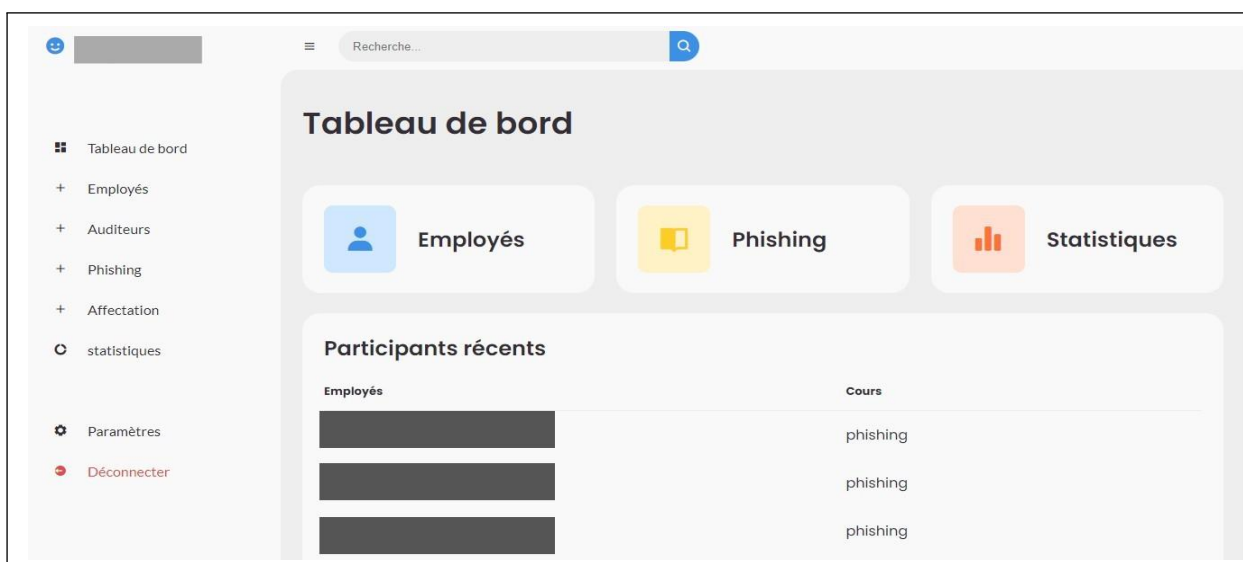 Recherche...
Tableau de bord
Employés
Auditeurs
Phishing
Affectation
statistiques
Paramètres
Déconnecter
Tableau de bord
Employés
Phishing
Statistiques
Participants récents
Employés Cours
phishing
phishing
phishing